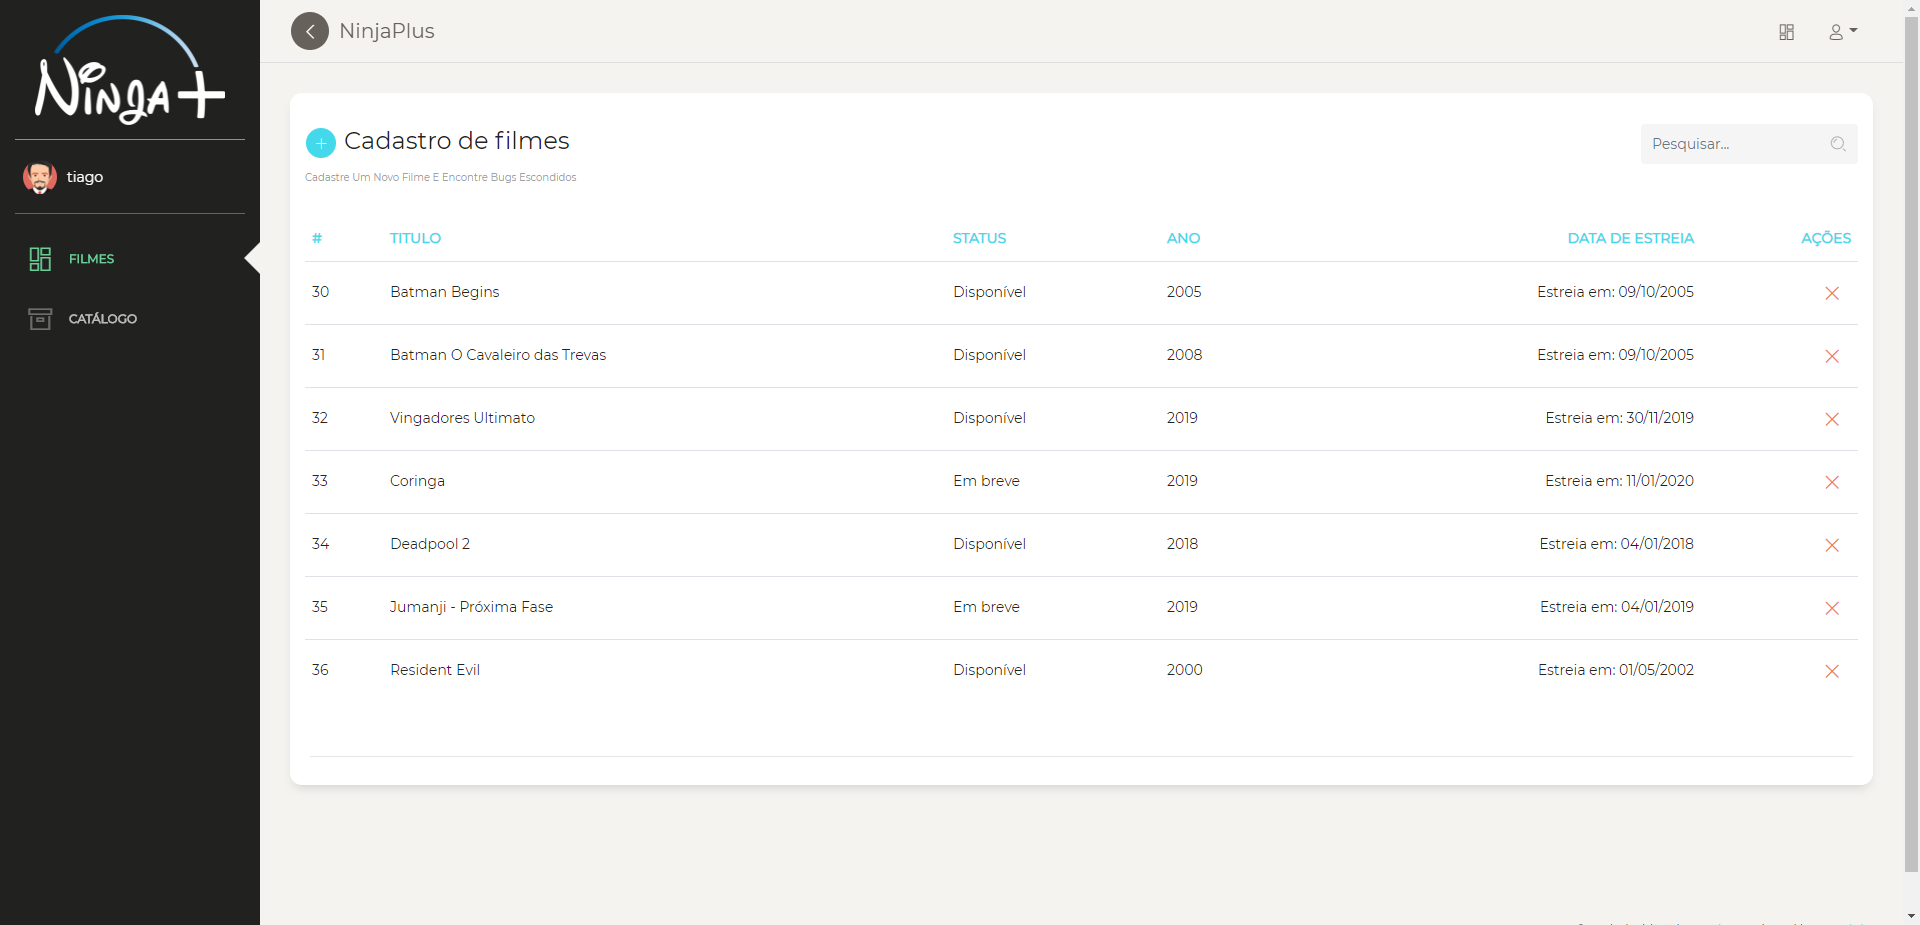 Ninja+
NinjaPlus
tiago
FILMES
CATÁLOGO
Cadastro de filmes
Cadastre Um Novo Filme E Encontre Bugs Escondidos
Pesquisar...
# TITULO STATUS ANO DATA DE ESTREIA AÇÕES
30 Batman Begins Disponível 2005 Estreia em: 09/10/2005
31 Batman O Cavaleiro das Trevas Disponível 2008 Estreia em: 09/10/2005
32 Vingadores Ultimato Disponível 2019 Estreia em: 30/11/2019
33 Coringa Em breve 2019 Estreia em: 11/01/2020
34 Deadpool 2 Disponível 2018 Estreia em: 04/01/2018
35 Jumanji - Próxima Fase Em breve 2019 Estreia em: 04/01/2019
36 Resident Evil Disponível 2000 Estreia em: 01/05/2002